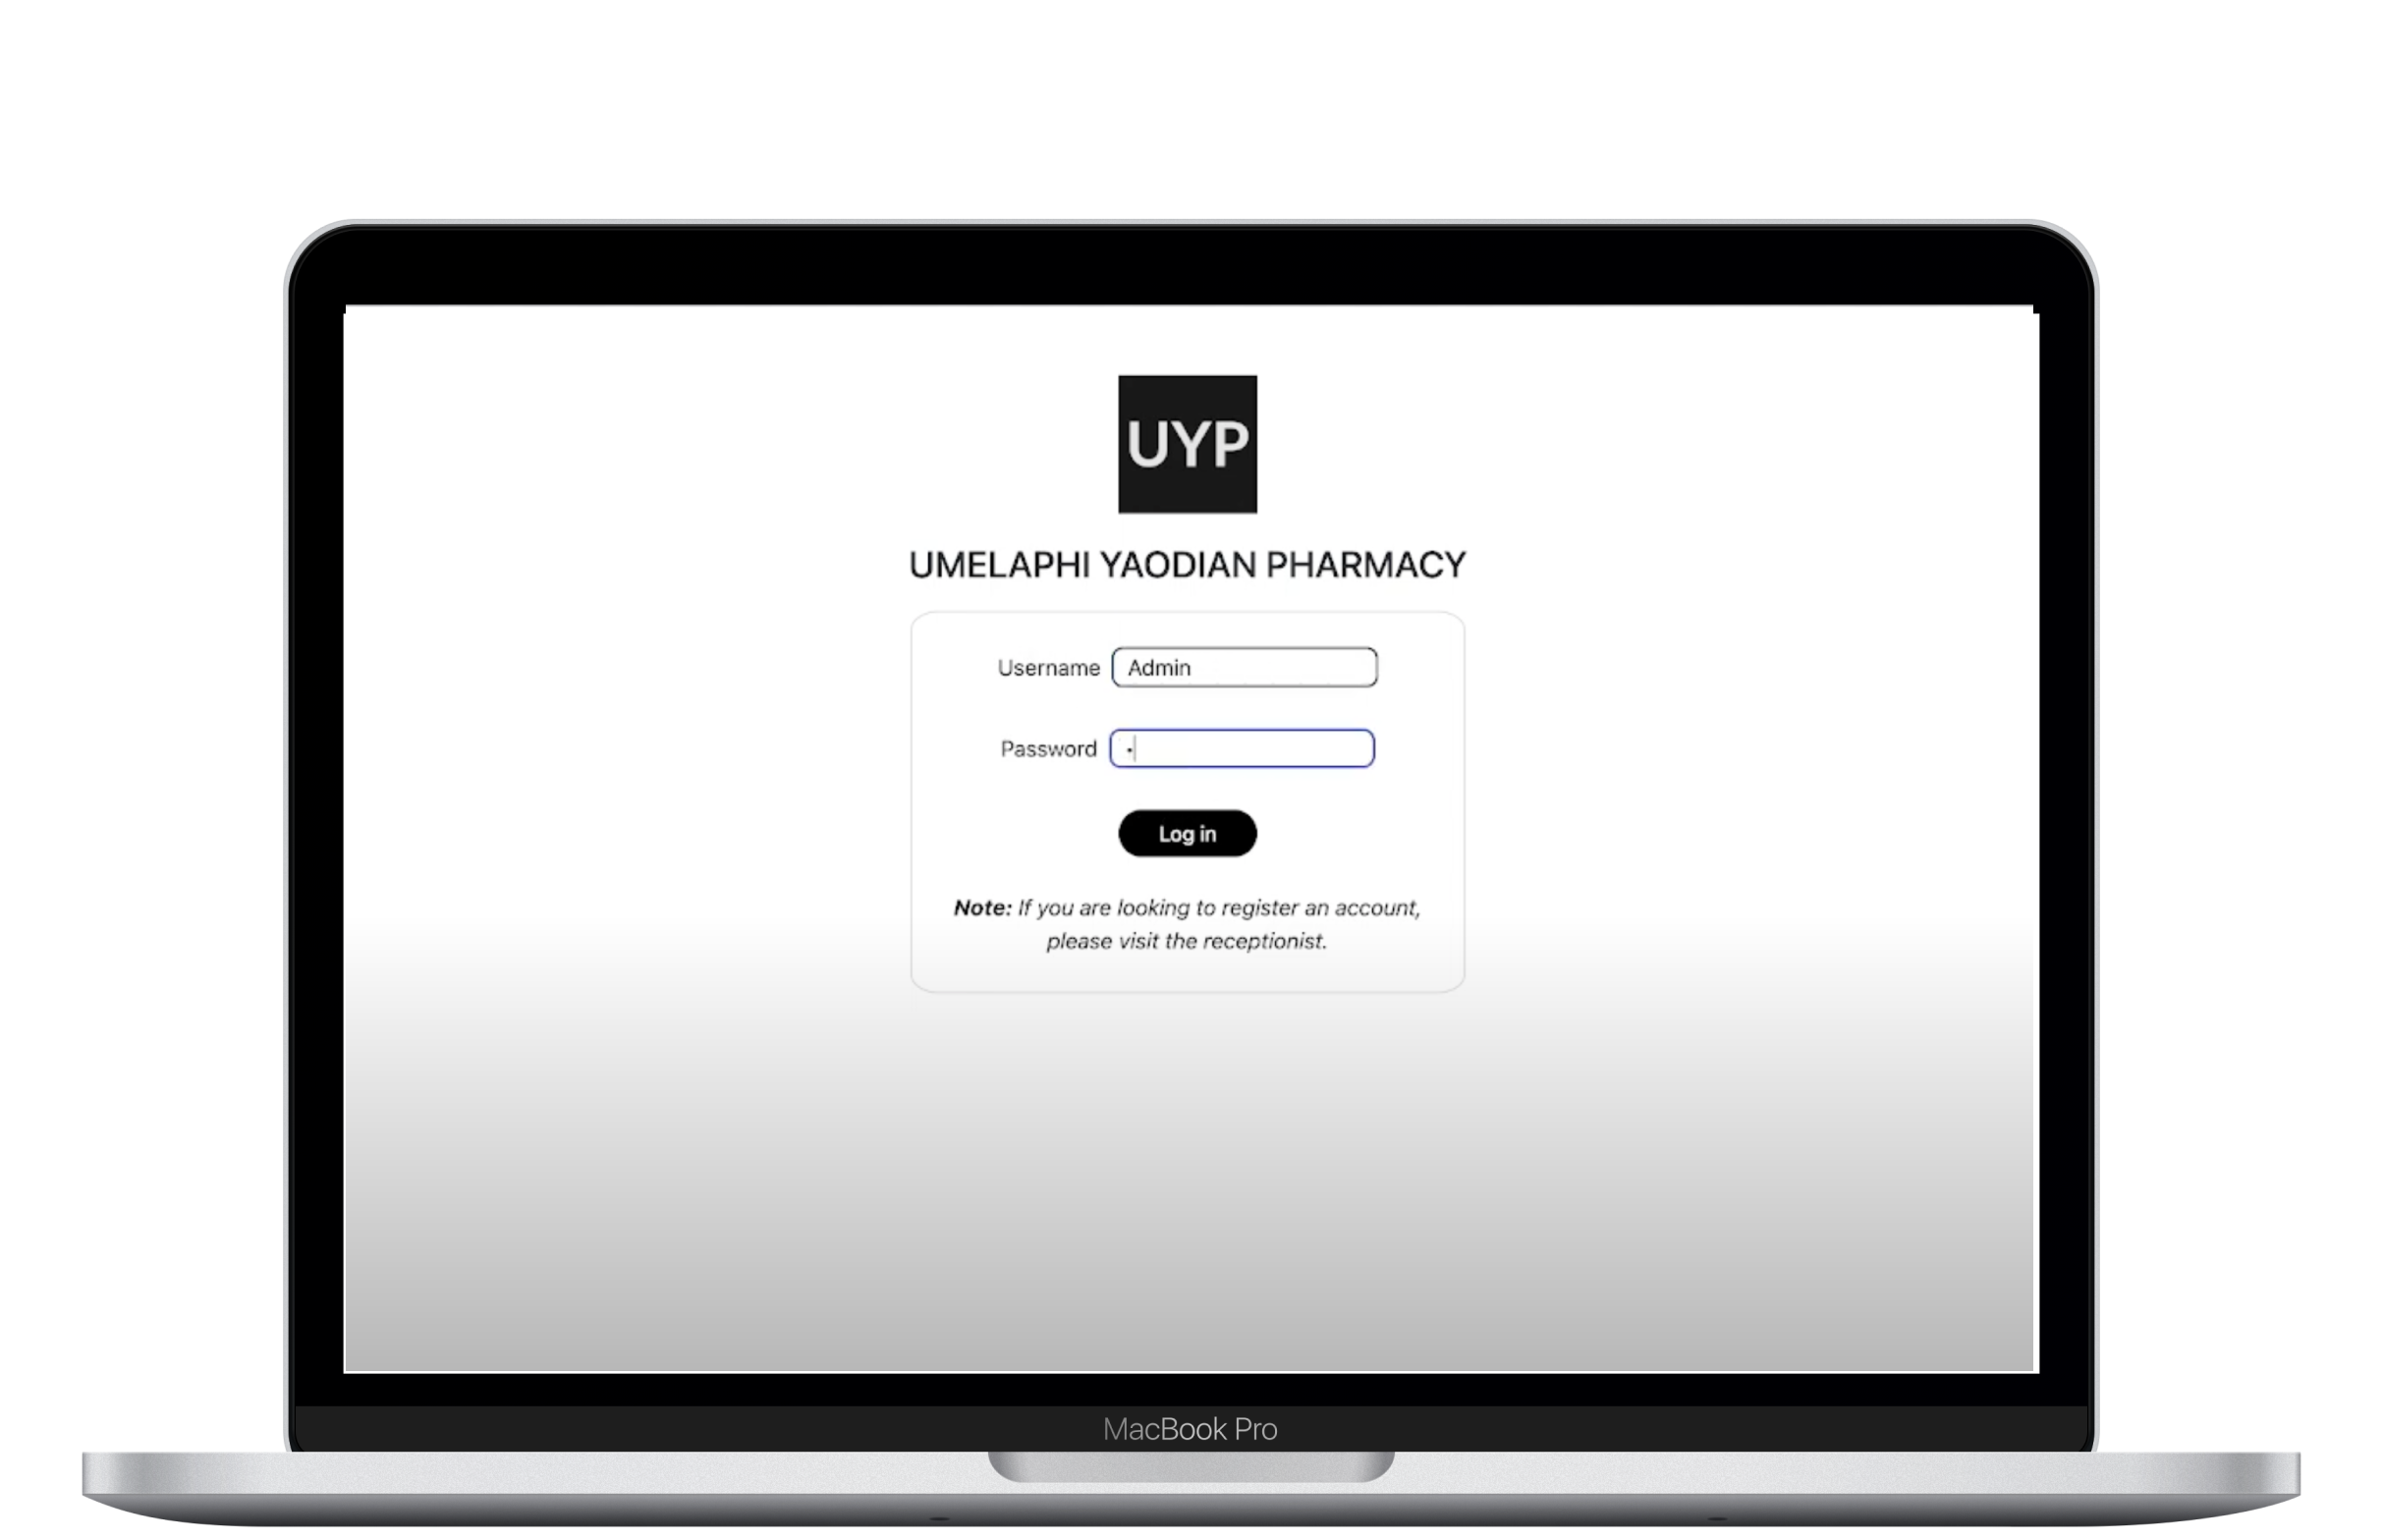 UYP
UMELAPHI YAODIAN PHARMACY
Username Admin
Password •
Log in
Note: If you are looking to register an account,
please visit the receptionist.
MacBook Pro